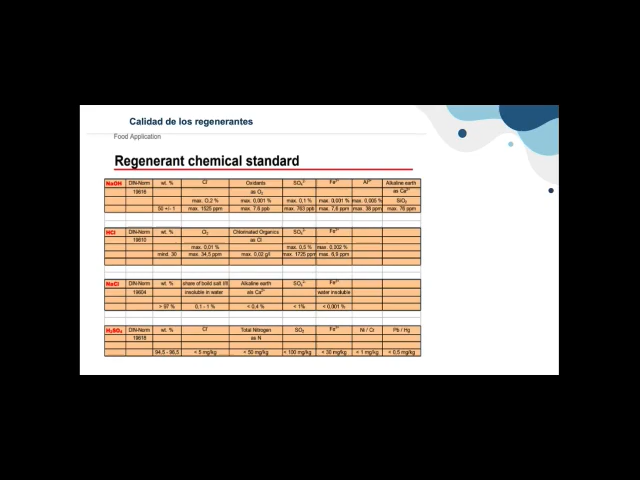 Calidad de los regenerantes
Food Application
Regenerant chemical standard
NaOH DIN-Norm wt. % Cl⁻ Oxidants SO₄²⁻ Fe³⁺ Al³⁺ Alkaline earth
19616 as O₂ as Ca²⁺
max. 0,2 % max. 0,001 % max. 0,1 % max. 0,001 % max. 0,005 % SiO₂
50 +/- 1 max. 1525 ppm max. 7,6 ppb max. 763 ppb max. 7,6 ppm max. 38 ppm max. 76 ppm
HCl DIN-Norm wt. % O₂ Chlorinated Organics SO₄²⁻ Fe³⁺
19610 as Cl
max. 0,01 % max. 0,5 % max. 0,002 %
mind. 30 max. 34,5 ppm max. 0,02 g/l max. 1725 ppm max. 6,9 ppm
NaCl DIN-Norm wt. % share of boild salt Alkaline earth SO₄²⁻ Fe³⁺
19604 insoluble in water als Ca²⁺ water insoluble
> 97 % 0,1 - 1 % < 0,4 % < 1% < 0,001 %
H₂SO₄ DIN-Norm wt. % Cl⁻ Total Nitrogen SO₂ Fe³⁺ Ni / Cr Pb / Hg
19618 as N
94,5 - 96,5 < 5 mg/kg < 50 mg/kg < 100 mg/kg < 30 mg/kg < 1 mg/kg < 0,5 mg/kg